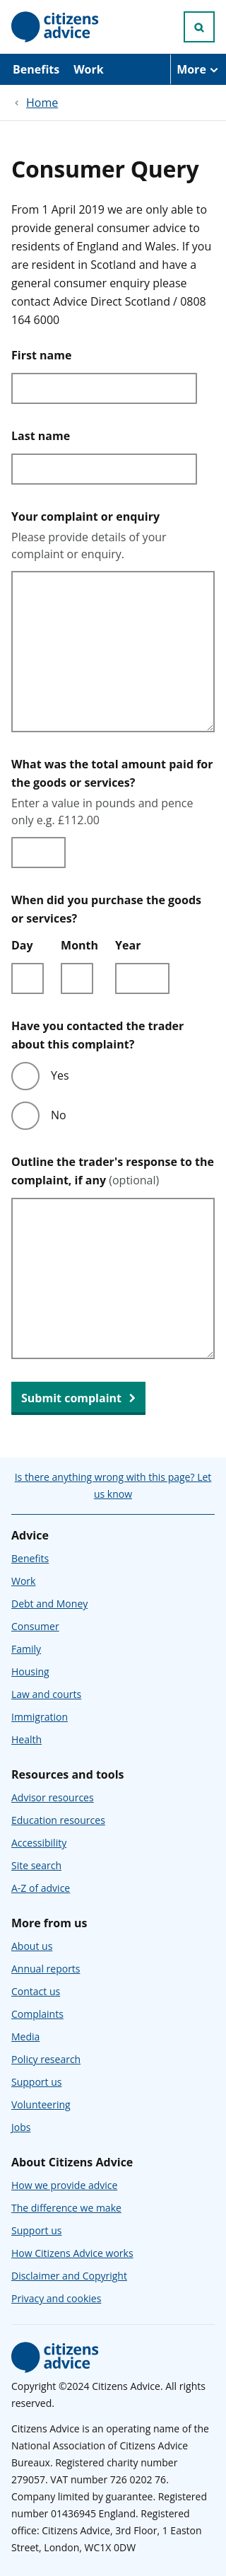 citizens
advice
Benefits Work More
Home
Consumer Query
From 1 April 2019 we are only able to
provide general consumer advice to
residents of England and Wales. If you
are resident in Scotland and have a
general consumer enquiry please
contact Advice Direct Scotland / 0808
164 6000
First name
Last name
Your complaint or enquiry
Please provide details of your
complaint or enquiry.
What was the total amount paid for
the goods or services?
Enter a value in pounds and pence
only e.g. £112.00
When did you purchase the goods
or services?
Day Month Year
Have you contacted the trader
about this complaint?
Yes
No
Outline the trader's response to the
complaint, if any (optional)
Submit complaint
Is there anything wrong with this page? Let
us know
Advice
Benefits
Work
Debt and Money
Consumer
Family
Housing
Law and courts
Immigration
Health
Resources and tools
Advisor resources
Education resources
Accessibility
Site search
A-Z of advice
More from us
About us
Annual reports
Contact us
Complaints
Media
Policy research
Support us
Volunteering
Jobs
About Citizens Advice
How we provide advice
The difference we make
Support us
How Citizens Advice works
Disclaimer and Copyright
Privacy and cookies
citizens
advice
Copyright ©2024 Citizens Advice. All rights
reserved.
Citizens Advice is an operating name of the
National Association of Citizens Advice
Bureaux. Registered charity number
279057. VAT number 726 0202 76.
Company limited by guarantee. Registered
number 01436945 England. Registered
office: Citizens Advice, 3rd Floor, 1 Easton
Street, London, WC1X 0DW